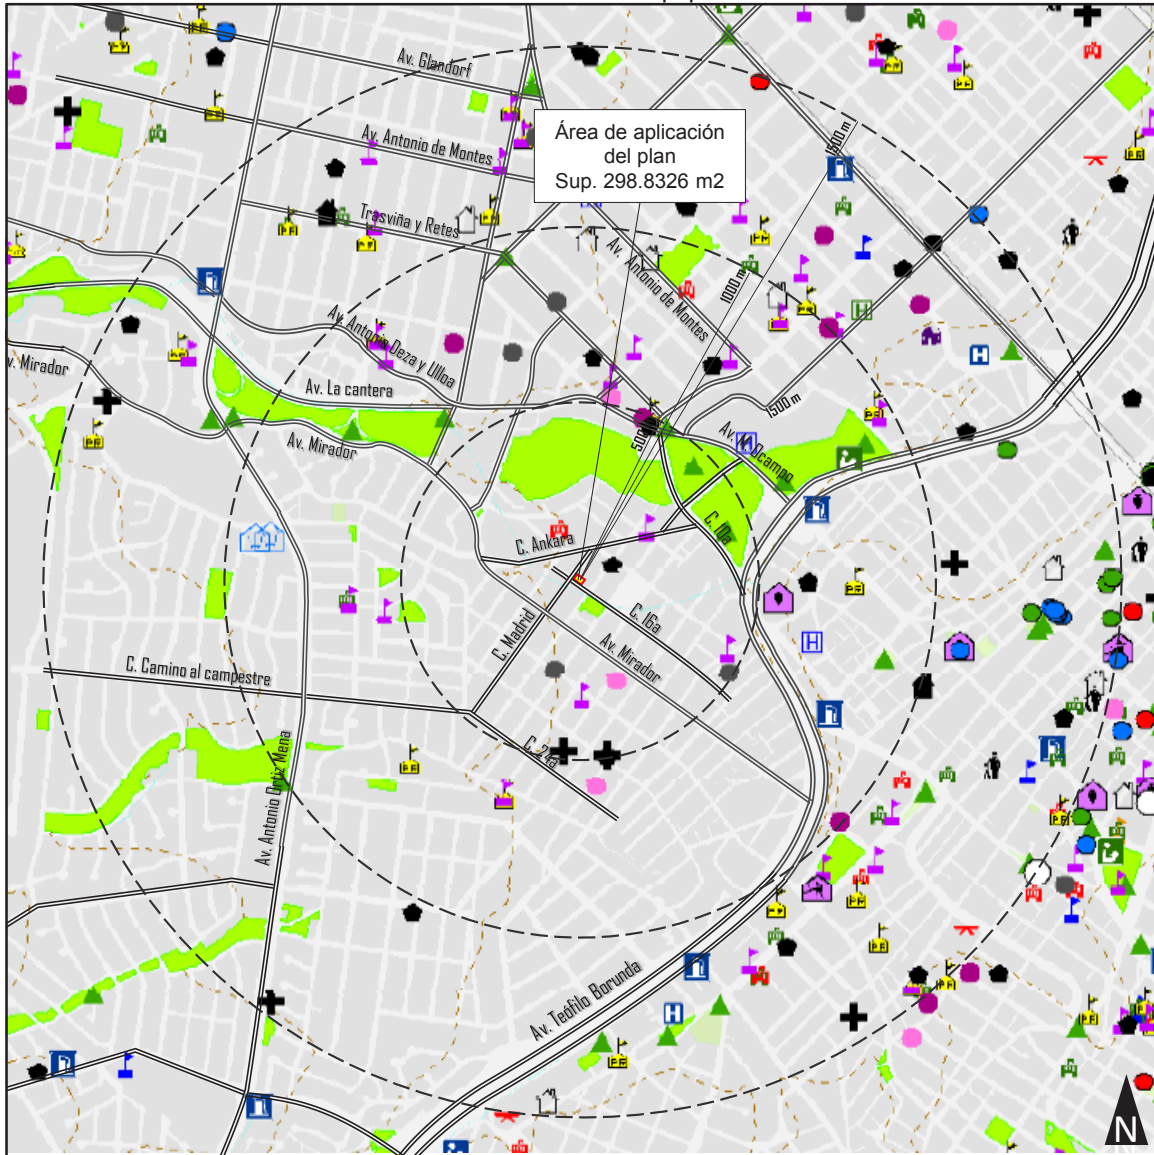 Av. Glandorf
Av. Antonio de Montes
Área de aplicación
del plan
Sup. 298.8326 m2
1500 m
Trasviña y Retes
Av. Antonio de Montes
1000 m
Av. Antonio Deza y Ulloa
v. Mirador
Av. La cantera
1500 m
Av. Mirador
500
Av. M. Ocampo
C. 10a
C. Ankara
C. Madrid
C. 16a
Av. Mirador
C. Camino al campestre
C. 24a
Av. Antonio Ortiz Mena
Av. Teófilo Borunda
N